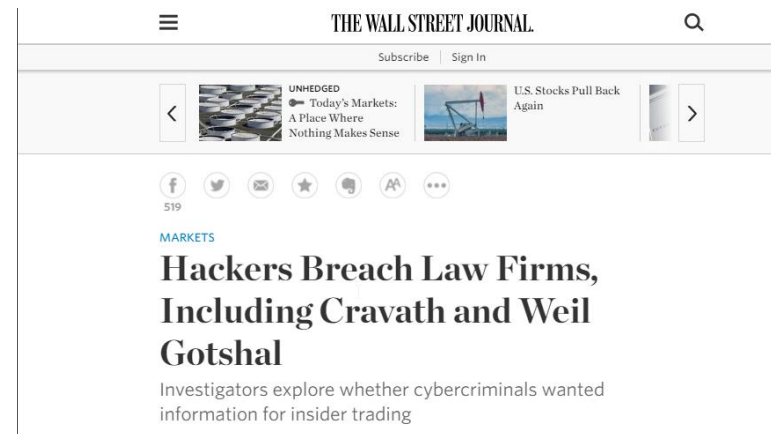 THE WALL STREET JOURNAL.
Subscribe | Sign In
UNHEDGED
Today's Markets:
A Place Where
Nothing Makes Sense
U.S. Stocks Pull Back
Again
519
MARKETS
Hackers Breach Law Firms,
Including Cravath and Weil
Gotshal
Investigators explore whether cybercriminals wanted
information for insider trading